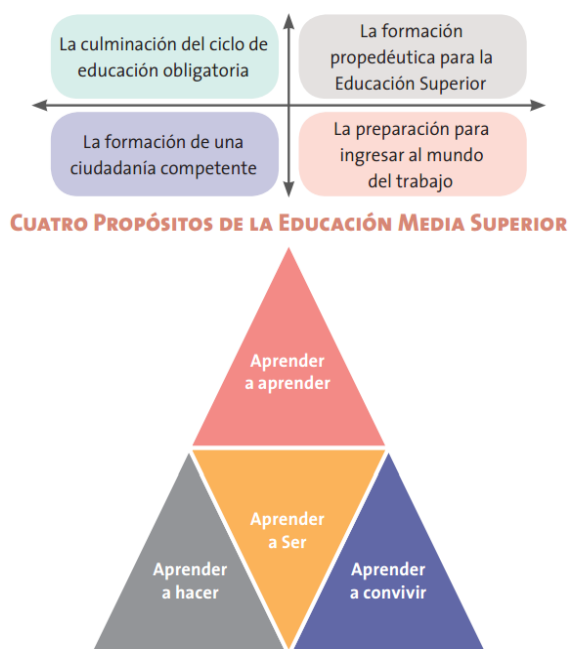 La culminación del ciclo de
educación obligatoria
La formación
propedéutica para la
Educación Superior
La formación de una
ciudadanía competente
La preparación para
ingresar al mundo
del trabajo
Cuatro Propósitos de la Educación Media Superior
Aprender
a aprender
Aprender
a Ser
Aprender
a hacer
Aprender
a convivir